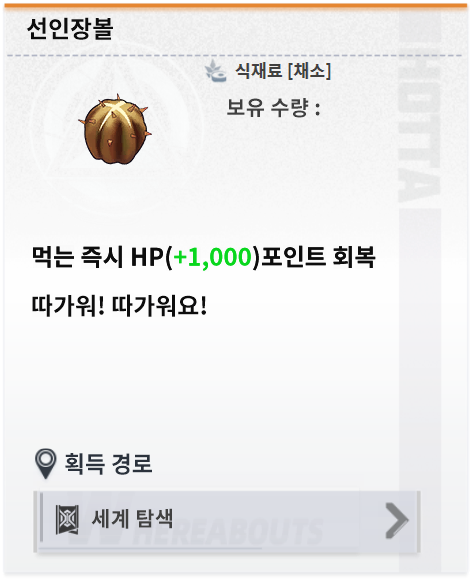 선인장볼
식재료 [채소]
보유 수량 :
HOTTA
먹는 즉시 HP(+1,000)포인트 회복
따가워! 따가워요!
획득 경로
세계 탐색
WHEREABOUTS